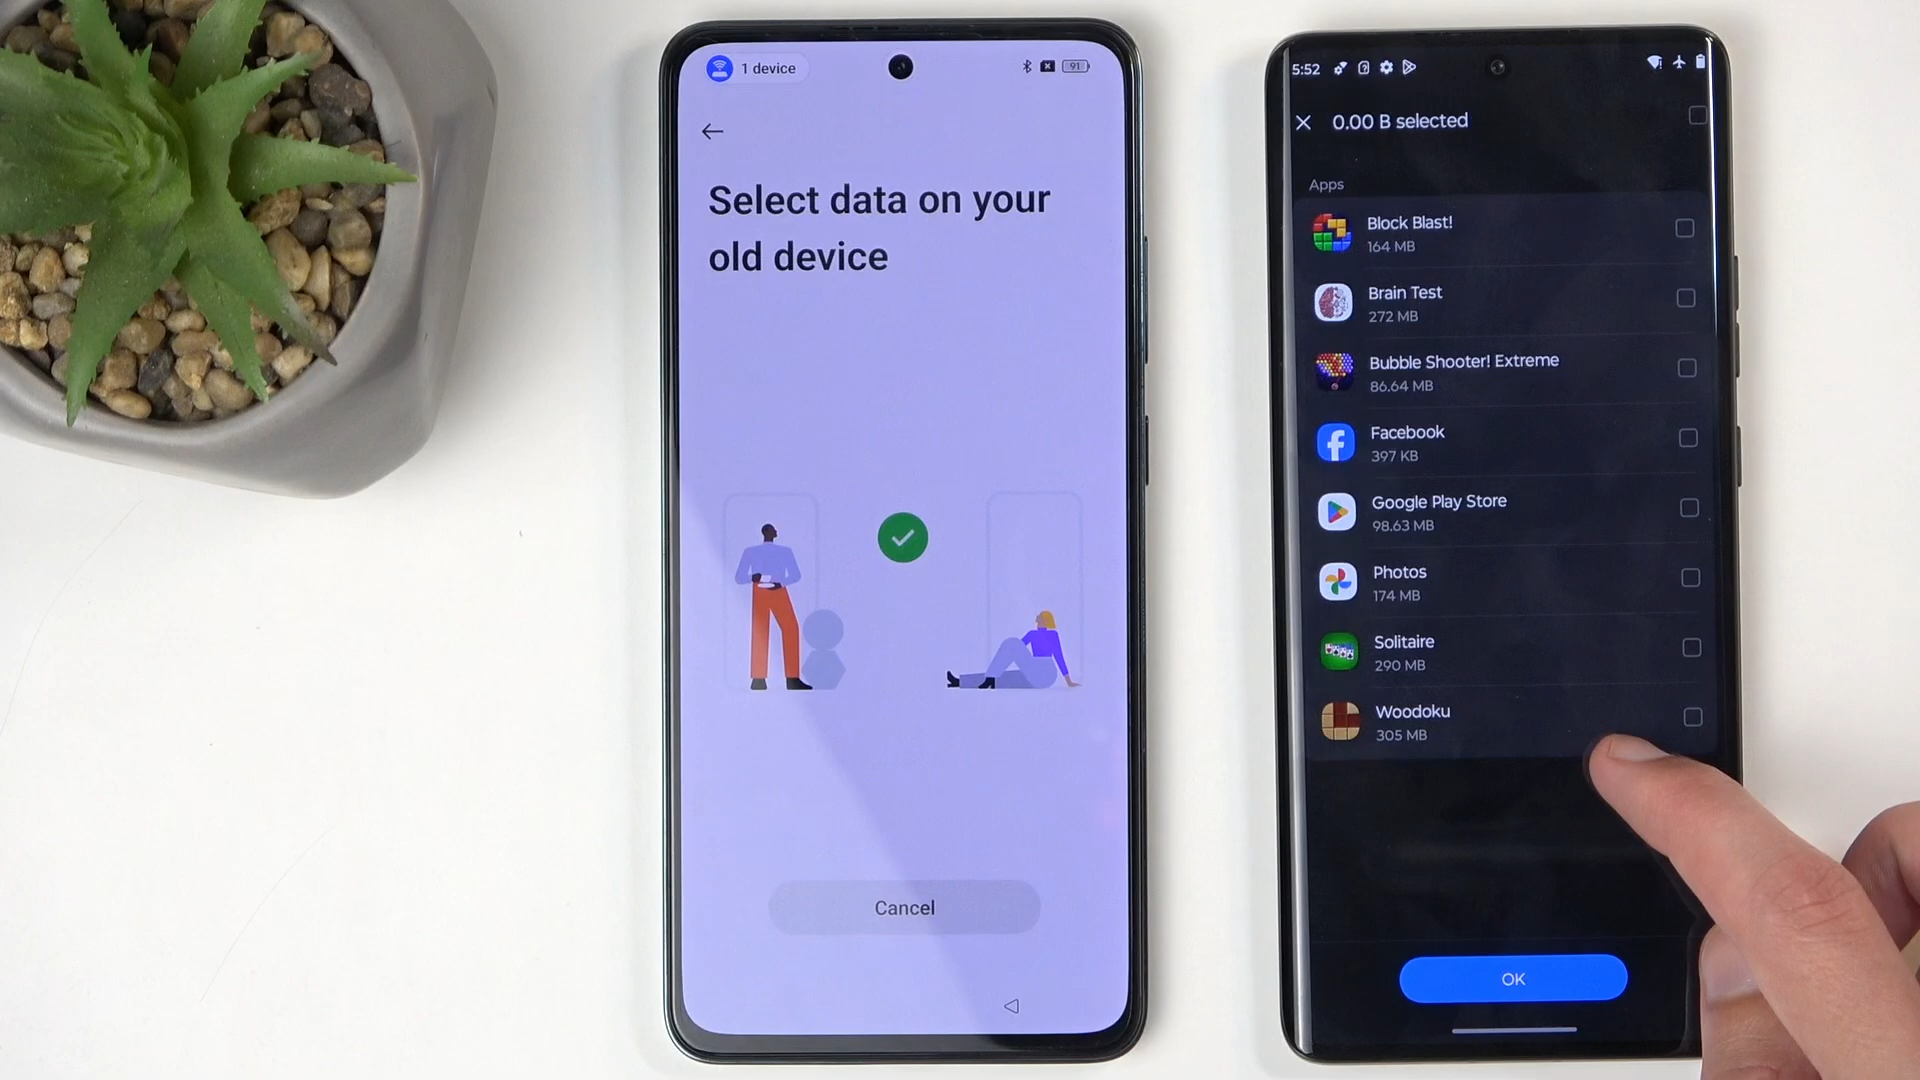 1 device
91
Select data on your
old device
Cancel
5:52
0.00 B selected
Apps
Block Blast!
164 MB
Brain Test
272 MB
Bubble Shooter! Extreme
86.64 MB
Facebook
397 KB
Google Play Store
98.63 MB
Photos
174 MB
Solitaire
290 MB
Woodoku
305 MB
OK